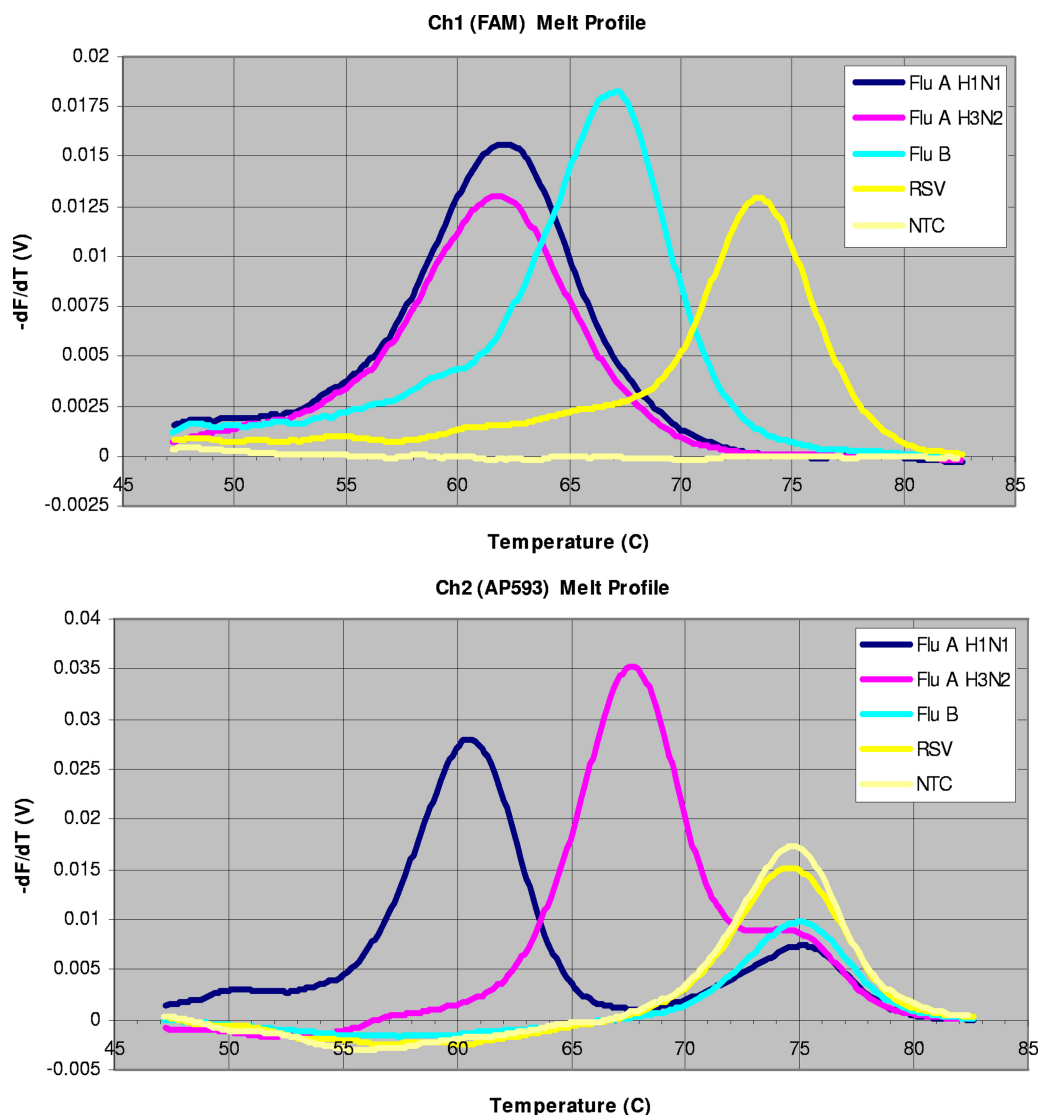 Ch1 (FAM) Melt Profile
0.02
0.0175
0.015
0.0125
0.01
0.0075
0.005
0.0025
0
-0.0025
-dF/dT (V)
45 50 55 60 65 70 75 80 85
Temperature (C)
Flu A H1N1
Flu A H3N2
Flu B
RSV
NTC
Ch2 (AP593) Melt Profile
0.04
0.035
0.03
0.025
0.02
0.015
0.01
0.005
0
-0.005
-dF/dT (V)
45 50 55 60 65 70 75 80 85
Temperature (C)
Flu A H1N1
Flu A H3N2
Flu B
RSV
NTC